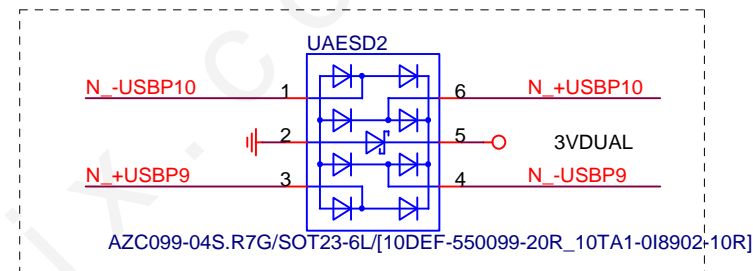 UAESD2
N_-USBP10 1 6 N_+USBP10
2 5 3VDUAL
N_+USBP9 3 4 N_-USBP9
AZC099-04S.R7G/SOT23-6L/[10DEF-550099-20R_10TA1-0I8902-10R]